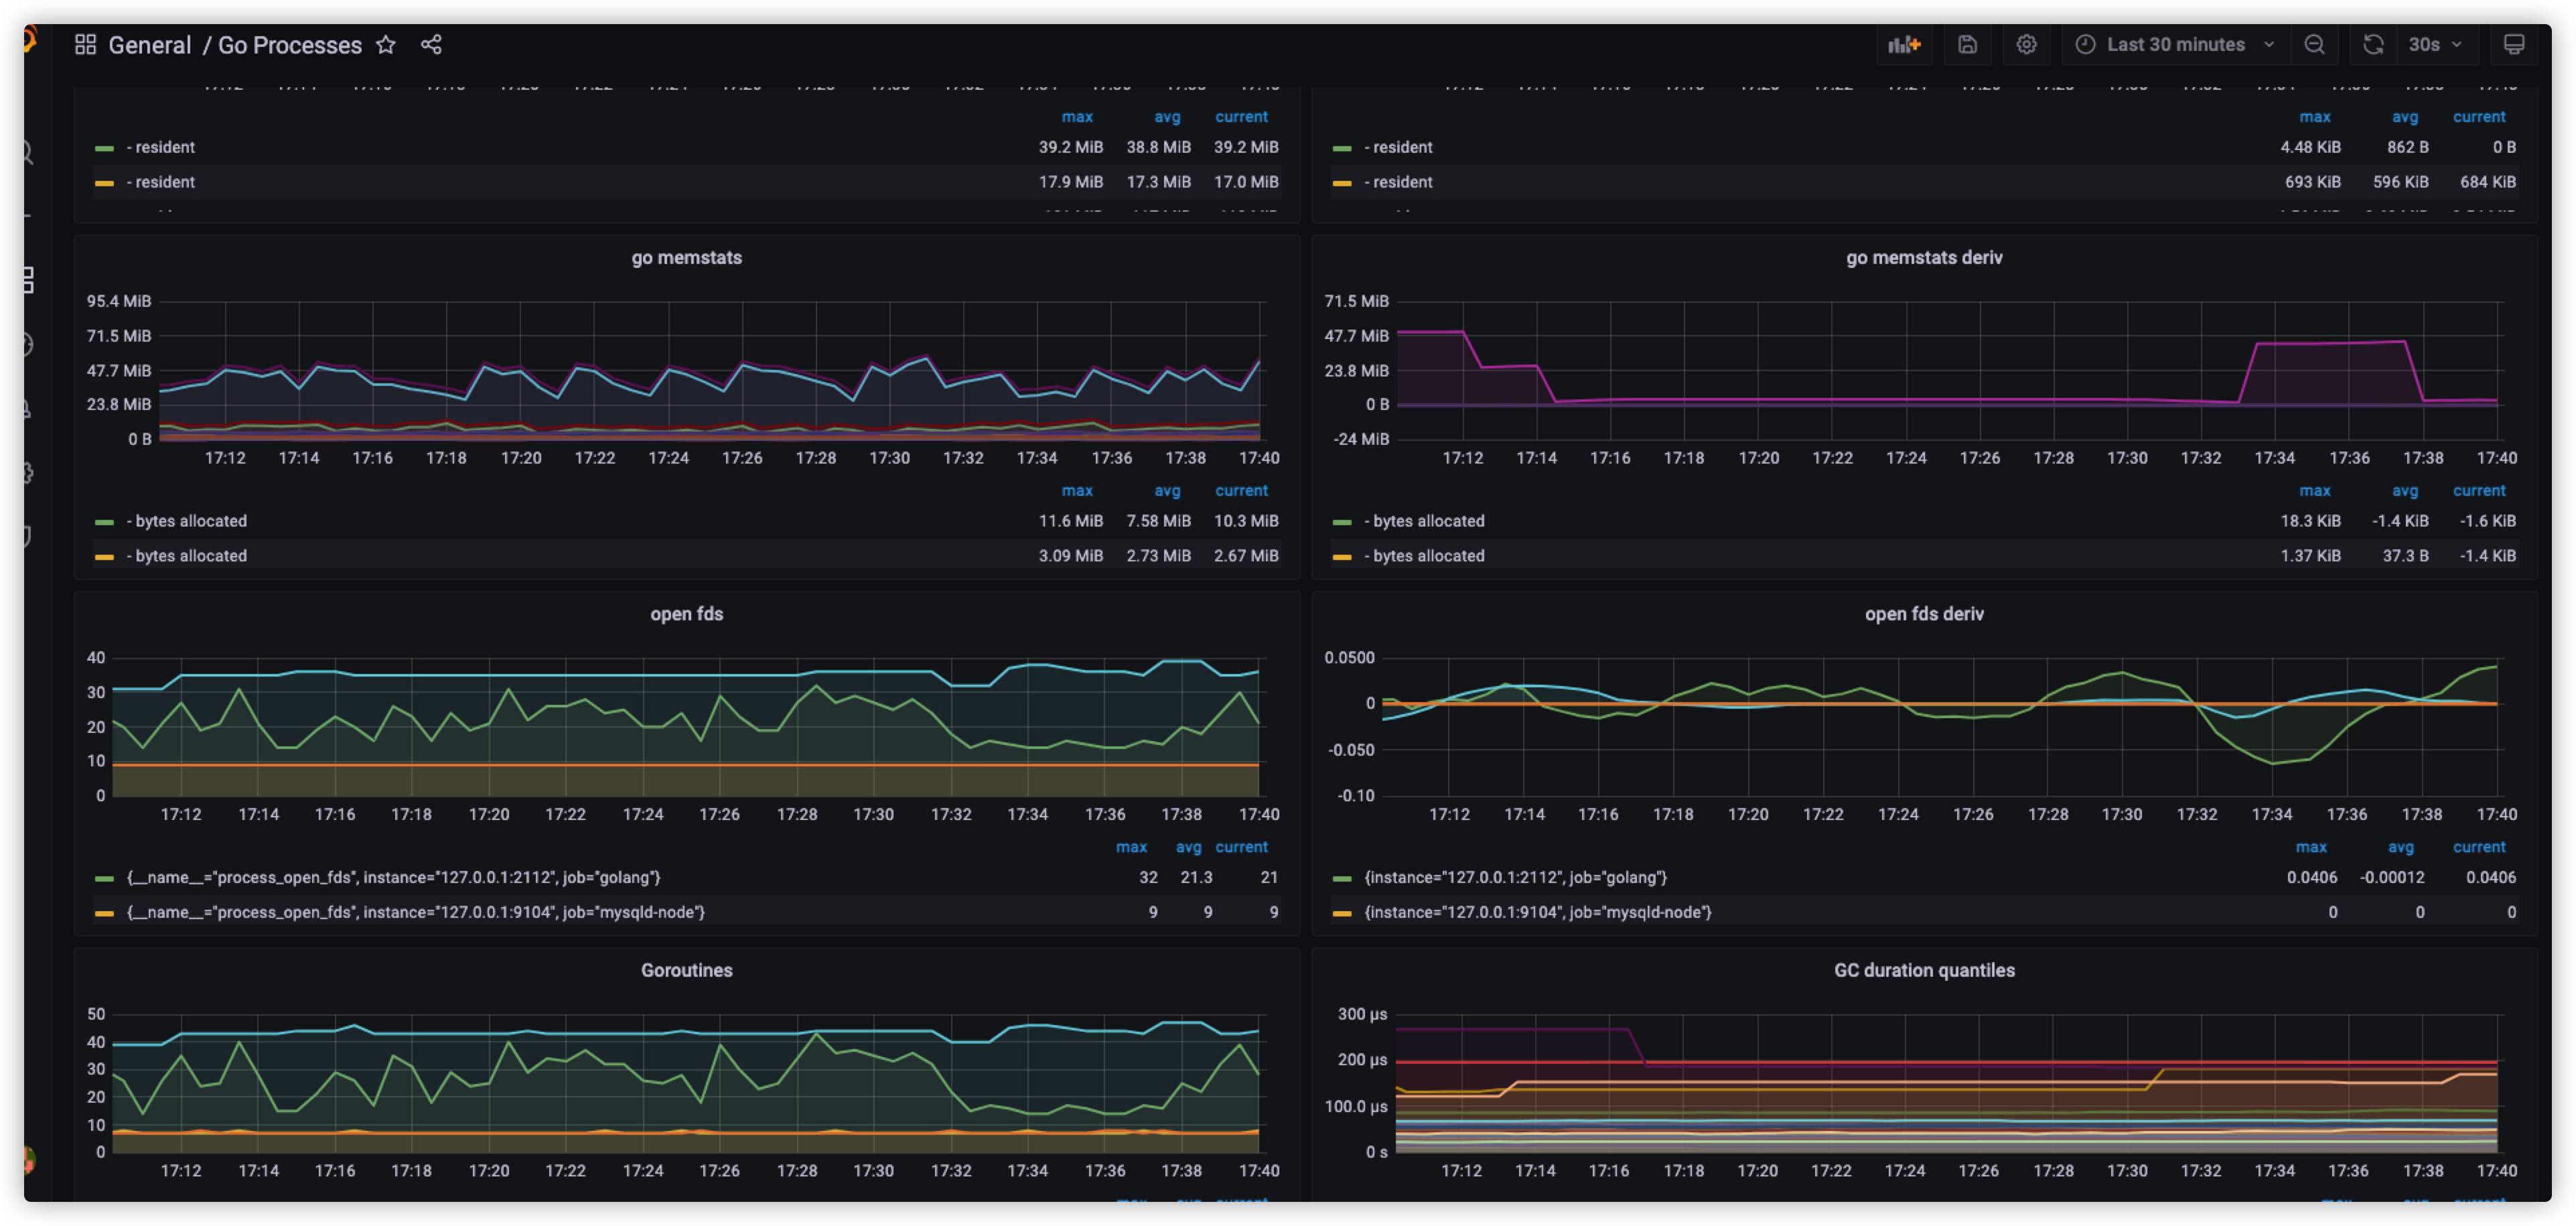 General / Go Processes
Last 30 minutes
30s
max avg current
- resident 39.2 MiB 38.8 MiB 39.2 MiB
- resident 17.9 MiB 17.3 MiB 17.0 MiB
max avg current
- resident 4.48 KiB 862 B 0 B
- resident 693 KiB 596 KiB 684 KiB
go memstats
95.4 MiB
71.5 MiB
47.7 MiB
23.8 MiB
0 B
17:12 17:14 17:16 17:18 17:20 17:22 17:24 17:26 17:28 17:30 17:32 17:34 17:36 17:38 17:40
max avg current
- bytes allocated 11.6 MiB 7.58 MiB 10.3 MiB
- bytes allocated 3.09 MiB 2.73 MiB 2.67 MiB
go memstats deriv
71.5 MiB
47.7 MiB
23.8 MiB
0 B
-24 MiB
17:12 17:14 17:16 17:18 17:20 17:22 17:24 17:26 17:28 17:30 17:32 17:34 17:36 17:38 17:40
max avg current
- bytes allocated 18.3 KiB -1.4 KiB -1.6 KiB
- bytes allocated 1.37 KiB 37.3 B -1.4 KiB
open fds
40
30
20
10
0
17:12 17:14 17:16 17:18 17:20 17:22 17:24 17:26 17:28 17:30 17:32 17:34 17:36 17:38 17:40
max avg current
{__name__="process_open_fds", instance="127.0.0.1:2112", job="golang"} 32 21.3 21
{__name__="process_open_fds", instance="127.0.0.1:9104", job="mysqld-node"} 9 9 9
open fds deriv
0.0500
0
-0.050
-0.10
17:12 17:14 17:16 17:18 17:20 17:22 17:24 17:26 17:28 17:30 17:32 17:34 17:36 17:38 17:40
max avg current
{instance="127.0.0.1:2112", job="golang"} 0.0406 -0.00012 0.0406
{instance="127.0.0.1:9104", job="mysqld-node"} 0 0 0
Goroutines
50
40
30
20
10
0
17:12 17:14 17:16 17:18 17:20 17:22 17:24 17:26 17:28 17:30 17:32 17:34 17:36 17:38 17:40
GC duration quantiles
300 µs
200 µs
100.0 µs
0 s
17:12 17:14 17:16 17:18 17:20 17:22 17:24 17:26 17:28 17:30 17:32 17:34 17:36 17:38 17:40